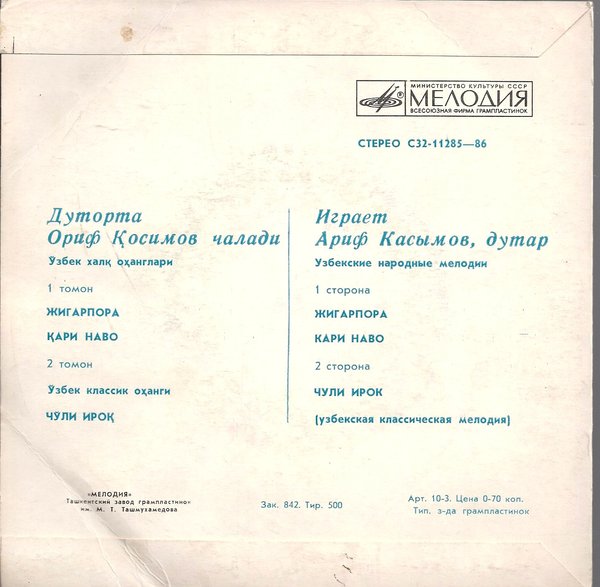 МИНИСТЕРСТВО КУЛЬТУРЫ СССР
МЕЛОДИЯ
ВСЕСОЮЗНАЯ ФИРМА ГРАМПЛАСТИНОК
СТЕРЕО С32-11285—86
Дуторта
Ориф Қосимов чалади
Ўзбек халқ оҳанглари
1 томон
ЖИГАРПОРА
ҚАРИ НАВО
2 томон
Ўзбек классик оҳанги
ЧЎЛИ ИРОҚ
Играет
Ариф Касымов, дутар
Узбекские народные мелодии
1 сторона
ЖИГАРПОРА
КАРИ НАВО
2 сторона
ЧУЛИ ИРОК
(узбекская классическая мелодия)
«МЕЛОДИЯ»
Ташкентский завод грампластинок
им. М. Т. Ташмухамедова
Зак. 842. Тир. 500
Арт. 10-3. Цена 0-70 коп.
Тип. з-да грампластинок